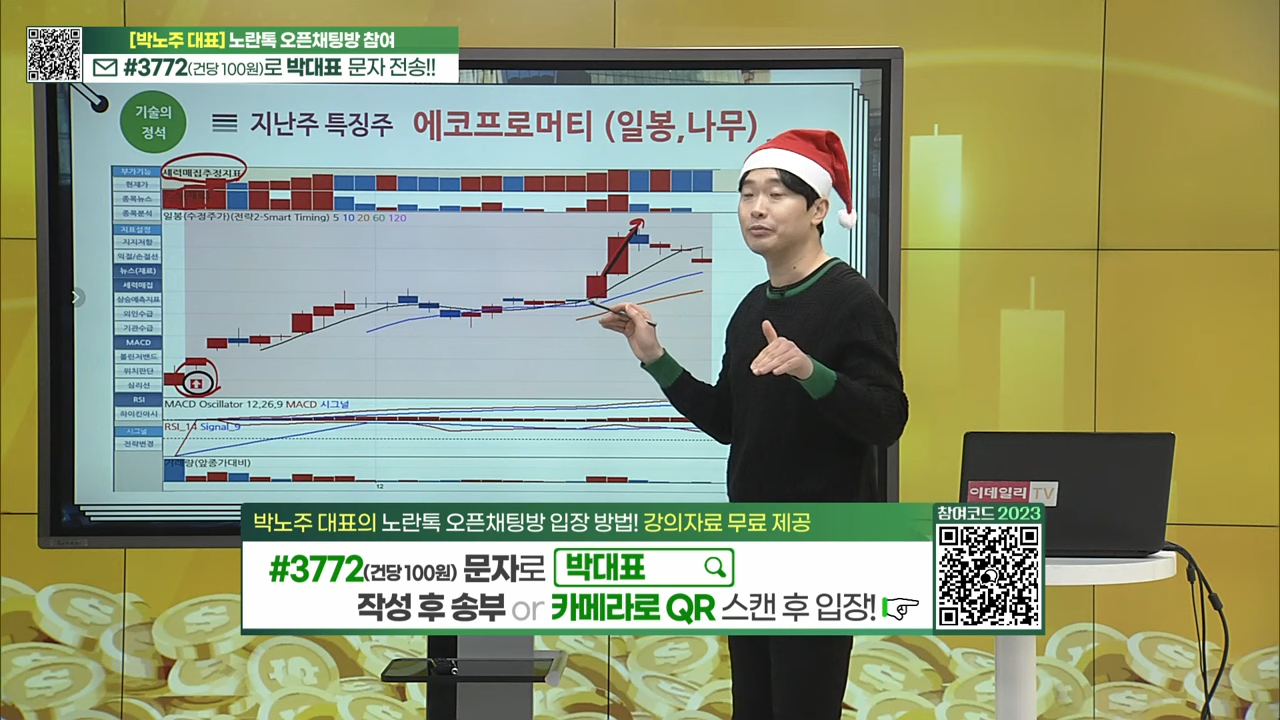 [박노주 대표] 노란톡 오픈채팅방 참여
#3772(건당 100원)로 박대표 문자 전송!!
기술의
정석
지난주 특징주 에코프로머티 (일봉,나무)
부가기능
세력매집추정지표
현재가
종목뉴스
종목분석
일봉(수정주가)(전략2-Smart Timing) 5 10 20 60 120
지표설정
지지저항
익절/손절선
뉴스(재료)
세력매집
상승예측지표
외인수급
기관수급
MACD
볼린저밴드
위치판단
심리선
RSI
MACD Oscillator 12,26,9 MACD 시그널
하이킨아시
RSI_14 Signal_9
시그널
전략변경
거래량(앞종가대비)
12
이데일리 TV
박노주 대표의 노란톡 오픈채팅방 입장 방법! 강의자료 무료 제공
참여코드 2023
#3772(건당 100원) 문자로 박대표
작성 후 송부 or 카메라로 QR 스캔 후 입장!